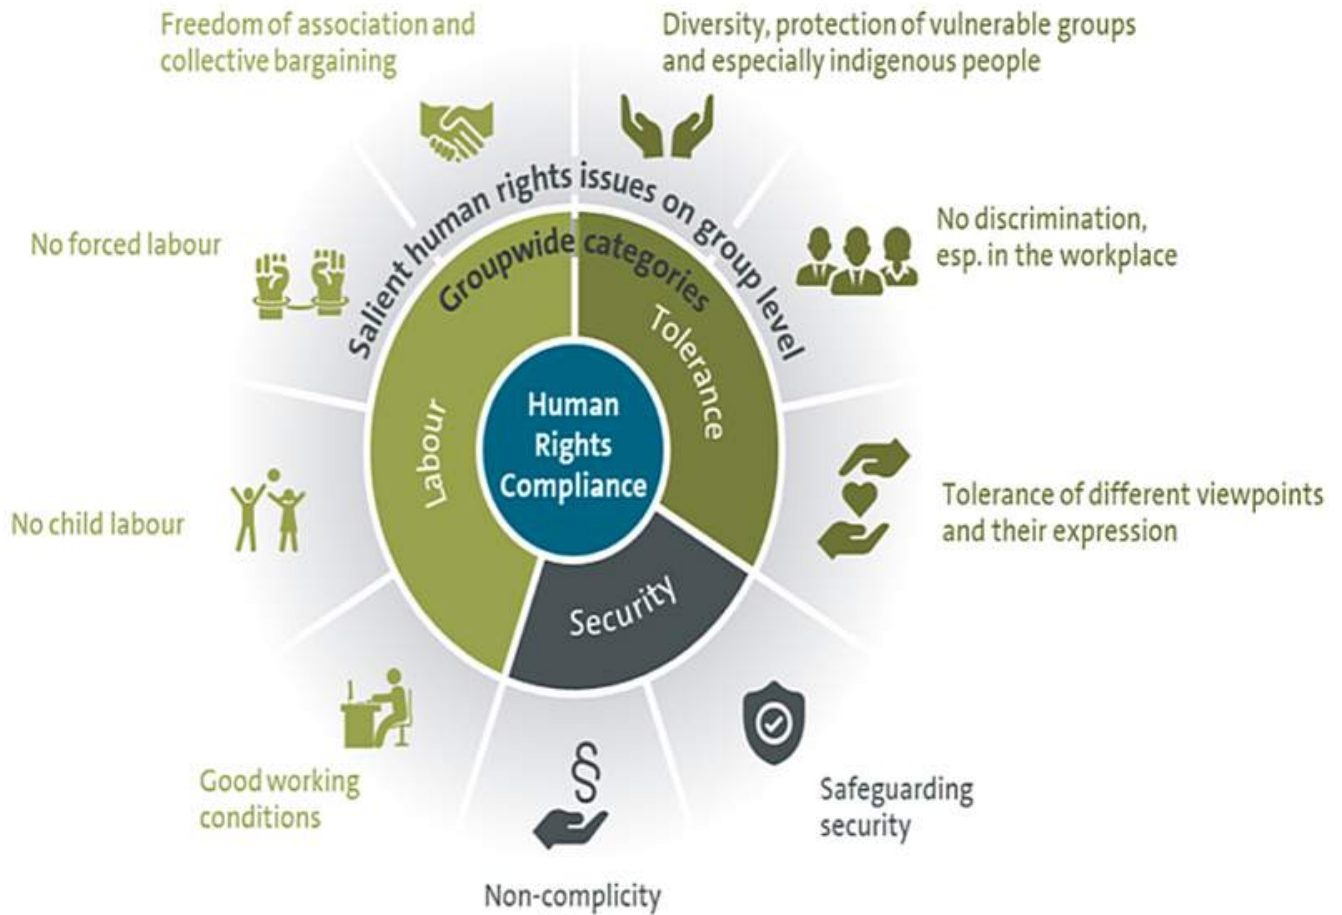 Freedom of association and
collective bargaining
Diversity, protection of vulnerable groups
and especially indigenous people
Salient human rights issues on group level
No forced labour
No discrimination,
esp. in the workplace
Groupwide categories
Tolerance
Labour
Human
Rights
Compliance
No child labour
Tolerance of different viewpoints
and their expression
Security
Good working
conditions
§
Safeguarding
security
Non-complicity